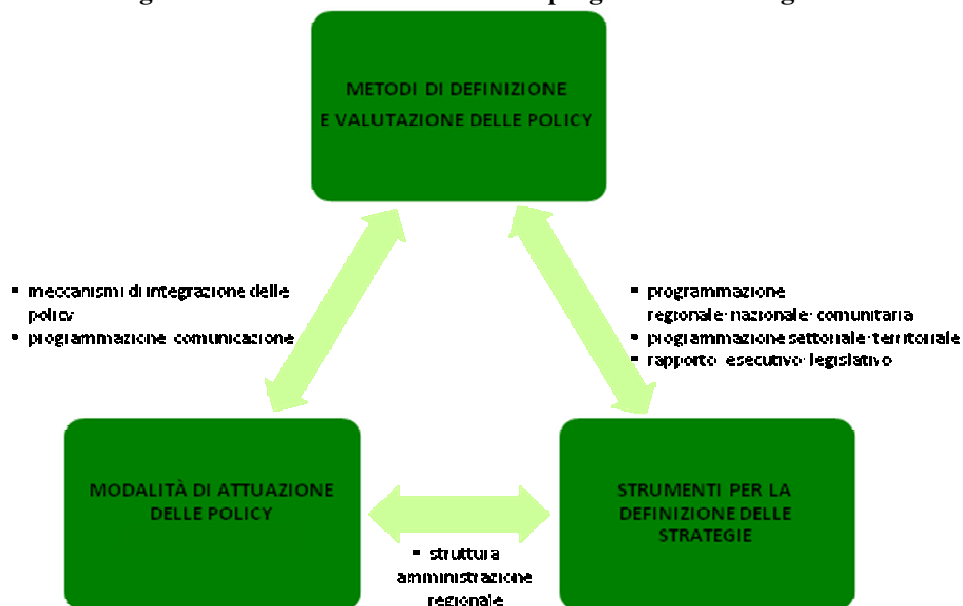 METODI DI DEFINIZIONE
E VALUTAZIONE DELLE POLICY
▪ meccanismi di integrazione delle
policy
▪ programmazione comunicazione
▪ programmazione
regionale-nazionale-comunitaria
▪ programmazione settoriale-territoriale
▪ rapporto esecutivo-legislativo
MODALITÀ DI ATTUAZIONE
DELLE POLICY
STRUMENTI PER LA
DEFINIZIONE DELLE
STRATEGIE
▪ struttura
amministrazione
regionale